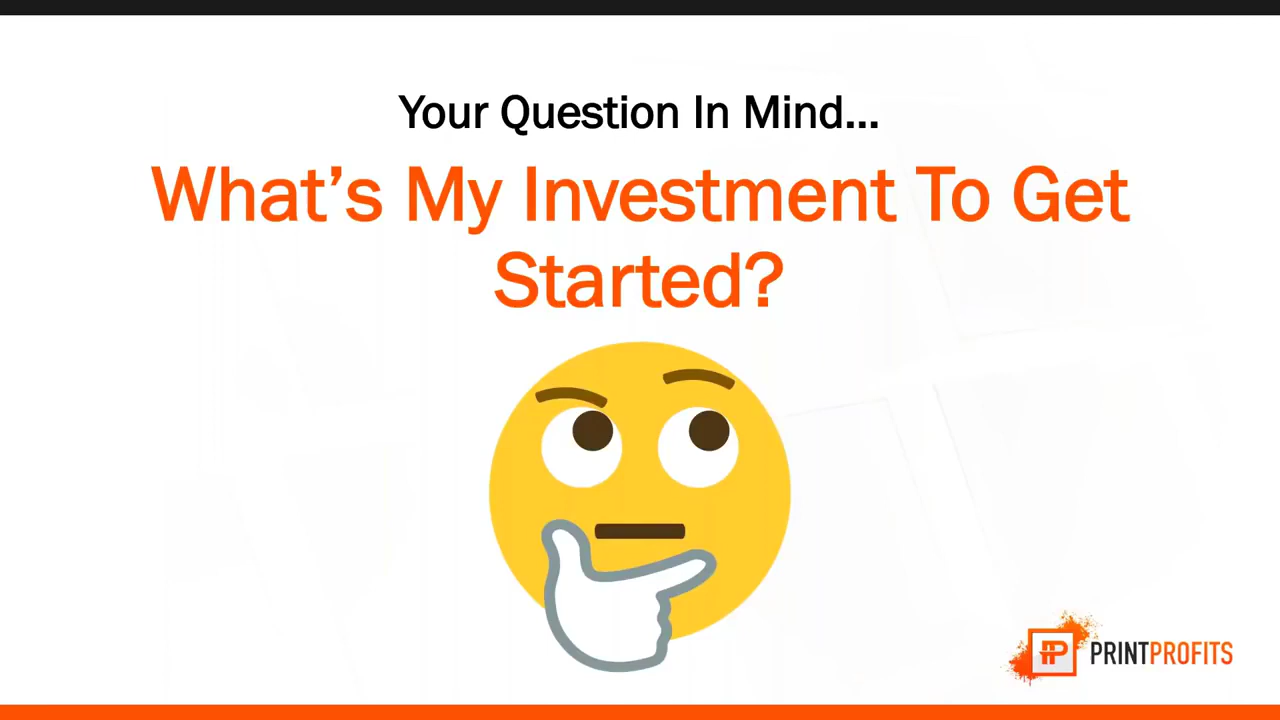 Your Question In Mind...
What’s My Investment To Get
Started?
PRINTPROFITS